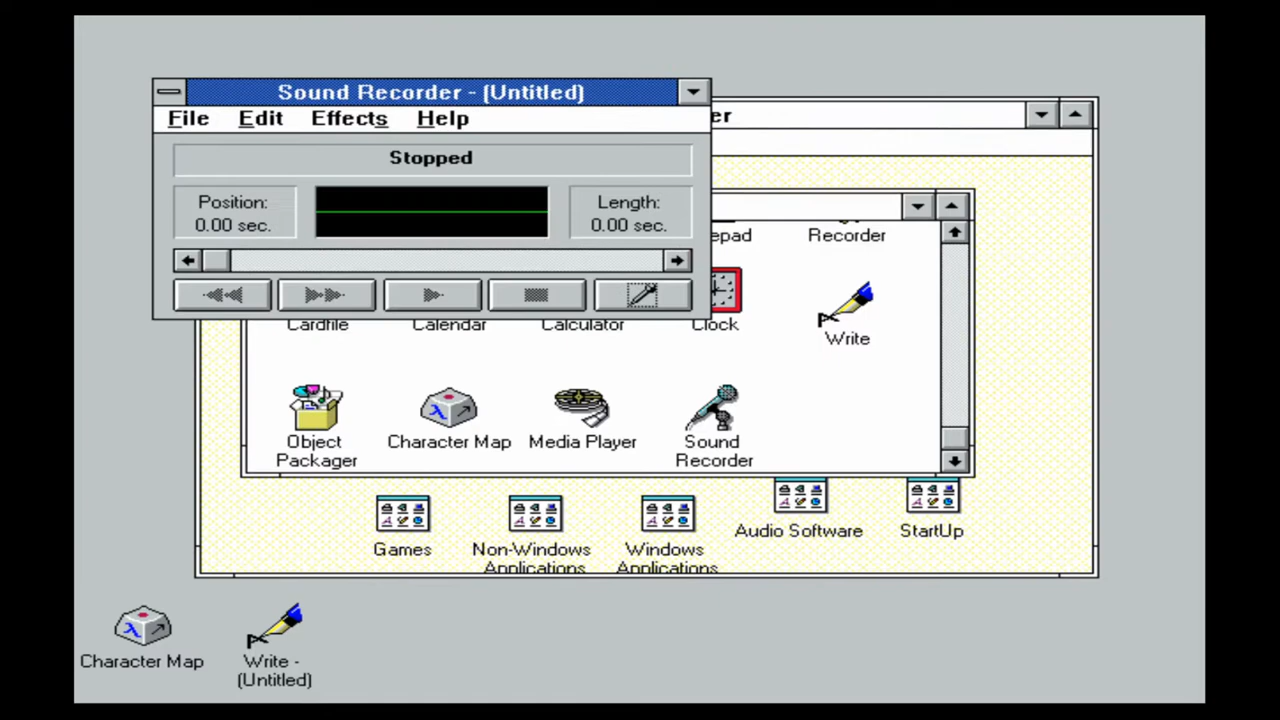 Sound Recorder - (Untitled)
File Edit Effects Help
Stopped
Position:
0.00 sec.
Length:
0.00 sec.
er
epad
Recorder
Cardfile
Calendar
Calculator
Clock
Write
Object
Packager
Character Map
Media Player
Sound
Recorder
Games
Non-Windows
Applications
Windows
Applications
Audio Software
StartUp
Character Map
Write -
(Untitled)